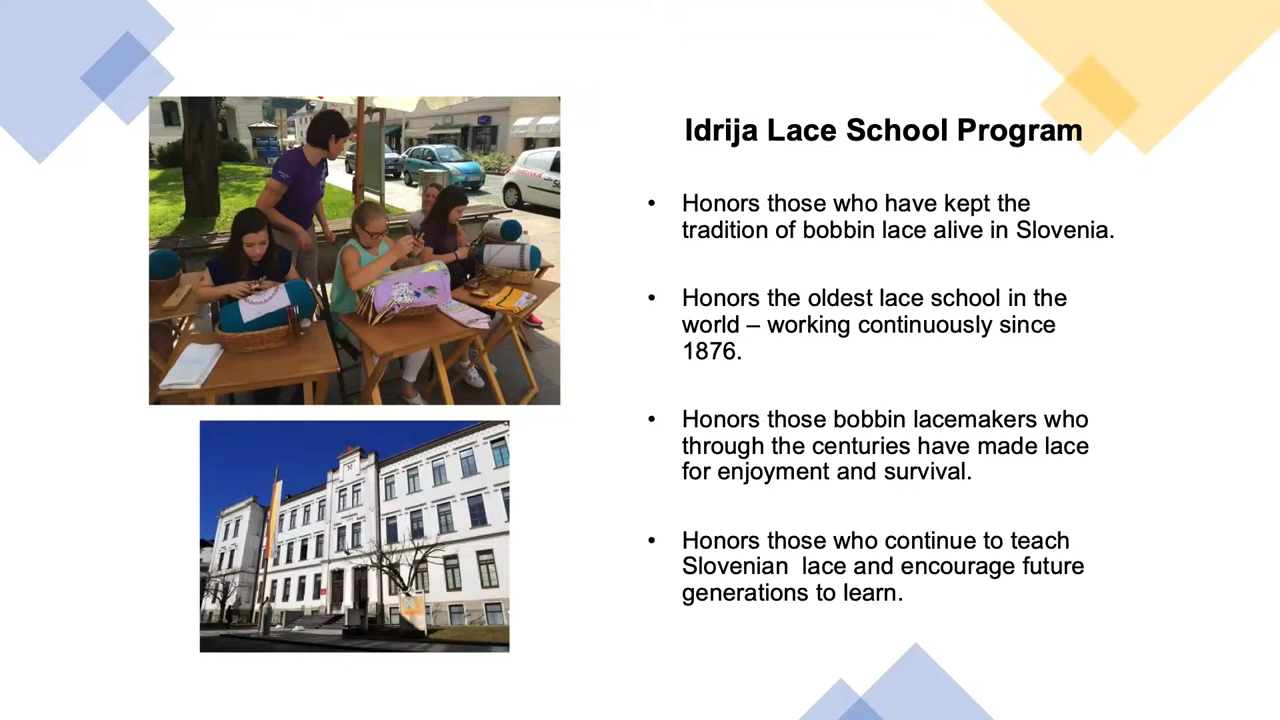 Idrija Lace School Program
• Honors those who have kept the
tradition of bobbin lace alive in Slovenia.
• Honors the oldest lace school in the
world – working continuously since
1876.
• Honors those bobbin lacemakers who
through the centuries have made lace
for enjoyment and survival.
• Honors those who continue to teach
Slovenian  lace and encourage future
generations to learn.